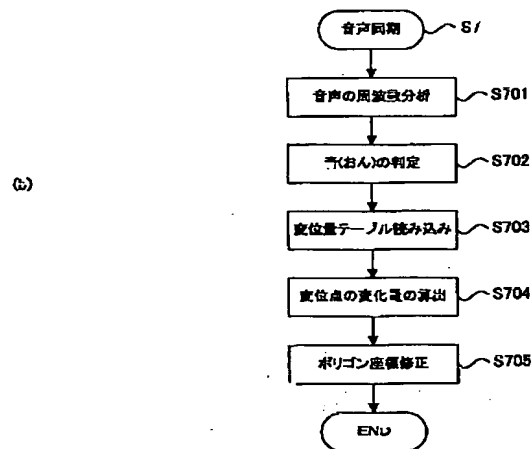 音声同期 S7
音声の周波数分析 S701
音(おん)の判定 S702
(b)
変位量テーブル読み込み S703
変位点の変化量の算出 S704
ポリゴン座標修正 S705
END